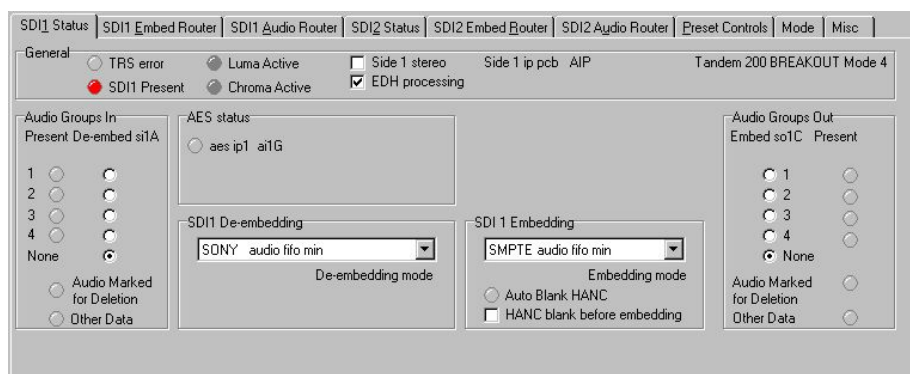 SDI1 Status SDI1 Embed Router SDI1 Audio Router SDI2 Status SDI2 Embed Router SDI2 Audio Router Preset Controls Mode Misc
General
TRS error Luma Active Side 1 stereo Side 1 ip pcb AIP Tandem 200 BREAKOUT Mode 4
SDI1 Present Chroma Active EDH processing
Audio Groups In AES status Audio Groups Out
Present De-embed si1A aes ip1 ai1G Embed so1C Present
1 1
2 2
3 SDI1 De-embedding SDI 1 Embedding 3
4 SONY audio fifo min SMPTE audio fifo min 4
None None
De-embedding mode Embedding mode
Audio Marked for Deletion Auto Blank HANC Audio Marked for Deletion
Other Data HANC blank before embedding Other Data